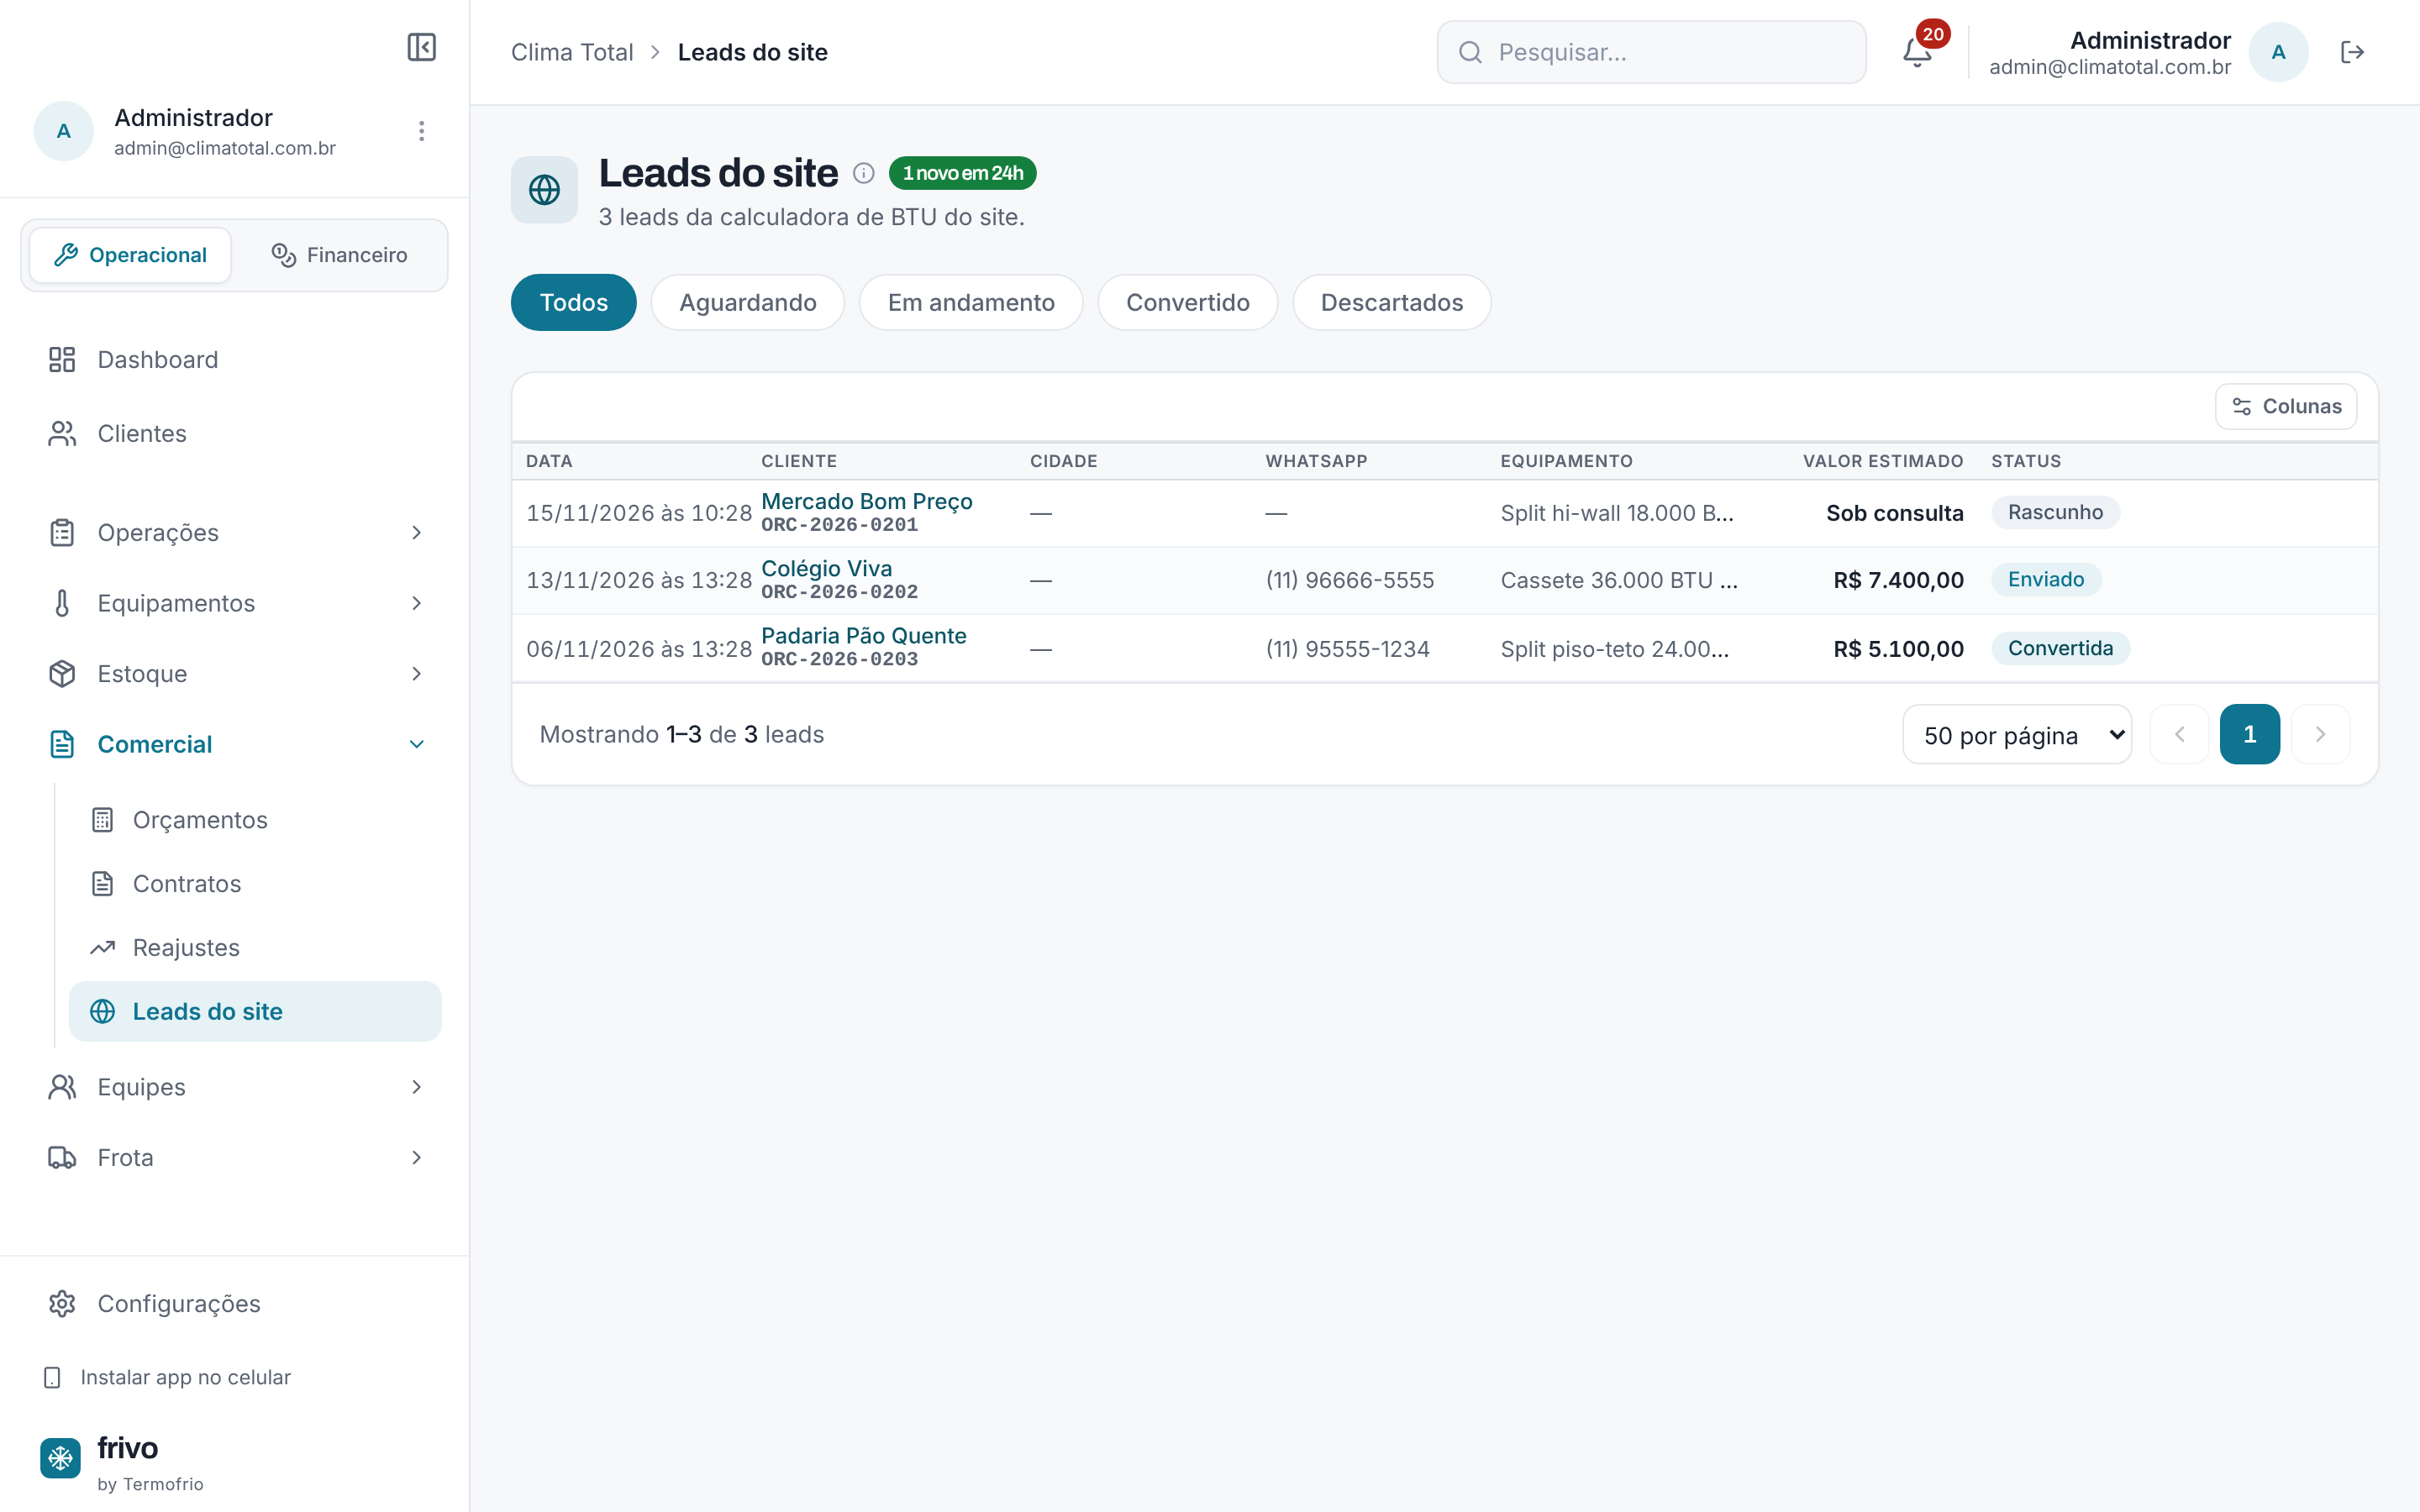 Administrador
admin@climatotal.com.br
Operacional
Financeiro
Dashboard
Clientes
Operações
Equipamentos
Estoque
Comercial
Orçamentos
Contratos
Reajustes
Leads do site
Equipes
Frota
Configurações
Instalar app no celular
frivo
by Termofrio
Clima Total > Leads do site
Pesquisar...
20
Administrador
admin@climatotal.com.br
A
A
Leads do site
1 novo em 24h
3 leads da calculadora de BTU do site.
Todos
Aguardando
Em andamento
Convertido
Descartados
Colunas
DATA CLIENTE CIDADE WHATSAPP EQUIPAMENTO VALOR ESTIMADO STATUS
15/11/2026 às 10:28 Mercado Bom Preço — — Split hi-wall 18.000 B... Sob consulta Rascunho
ORC-2026-0201
13/11/2026 às 13:28 Colégio Viva — (11) 96666-5555 Cassete 36.000 BTU ... R$ 7.400,00 Enviado
ORC-2026-0202
06/11/2026 às 13:28 Padaria Pão Quente — (11) 95555-1234 Split piso-teto 24.00... R$ 5.100,00 Convertida
ORC-2026-0203
Mostrando 1–3 de 3 leads
50 por página
1